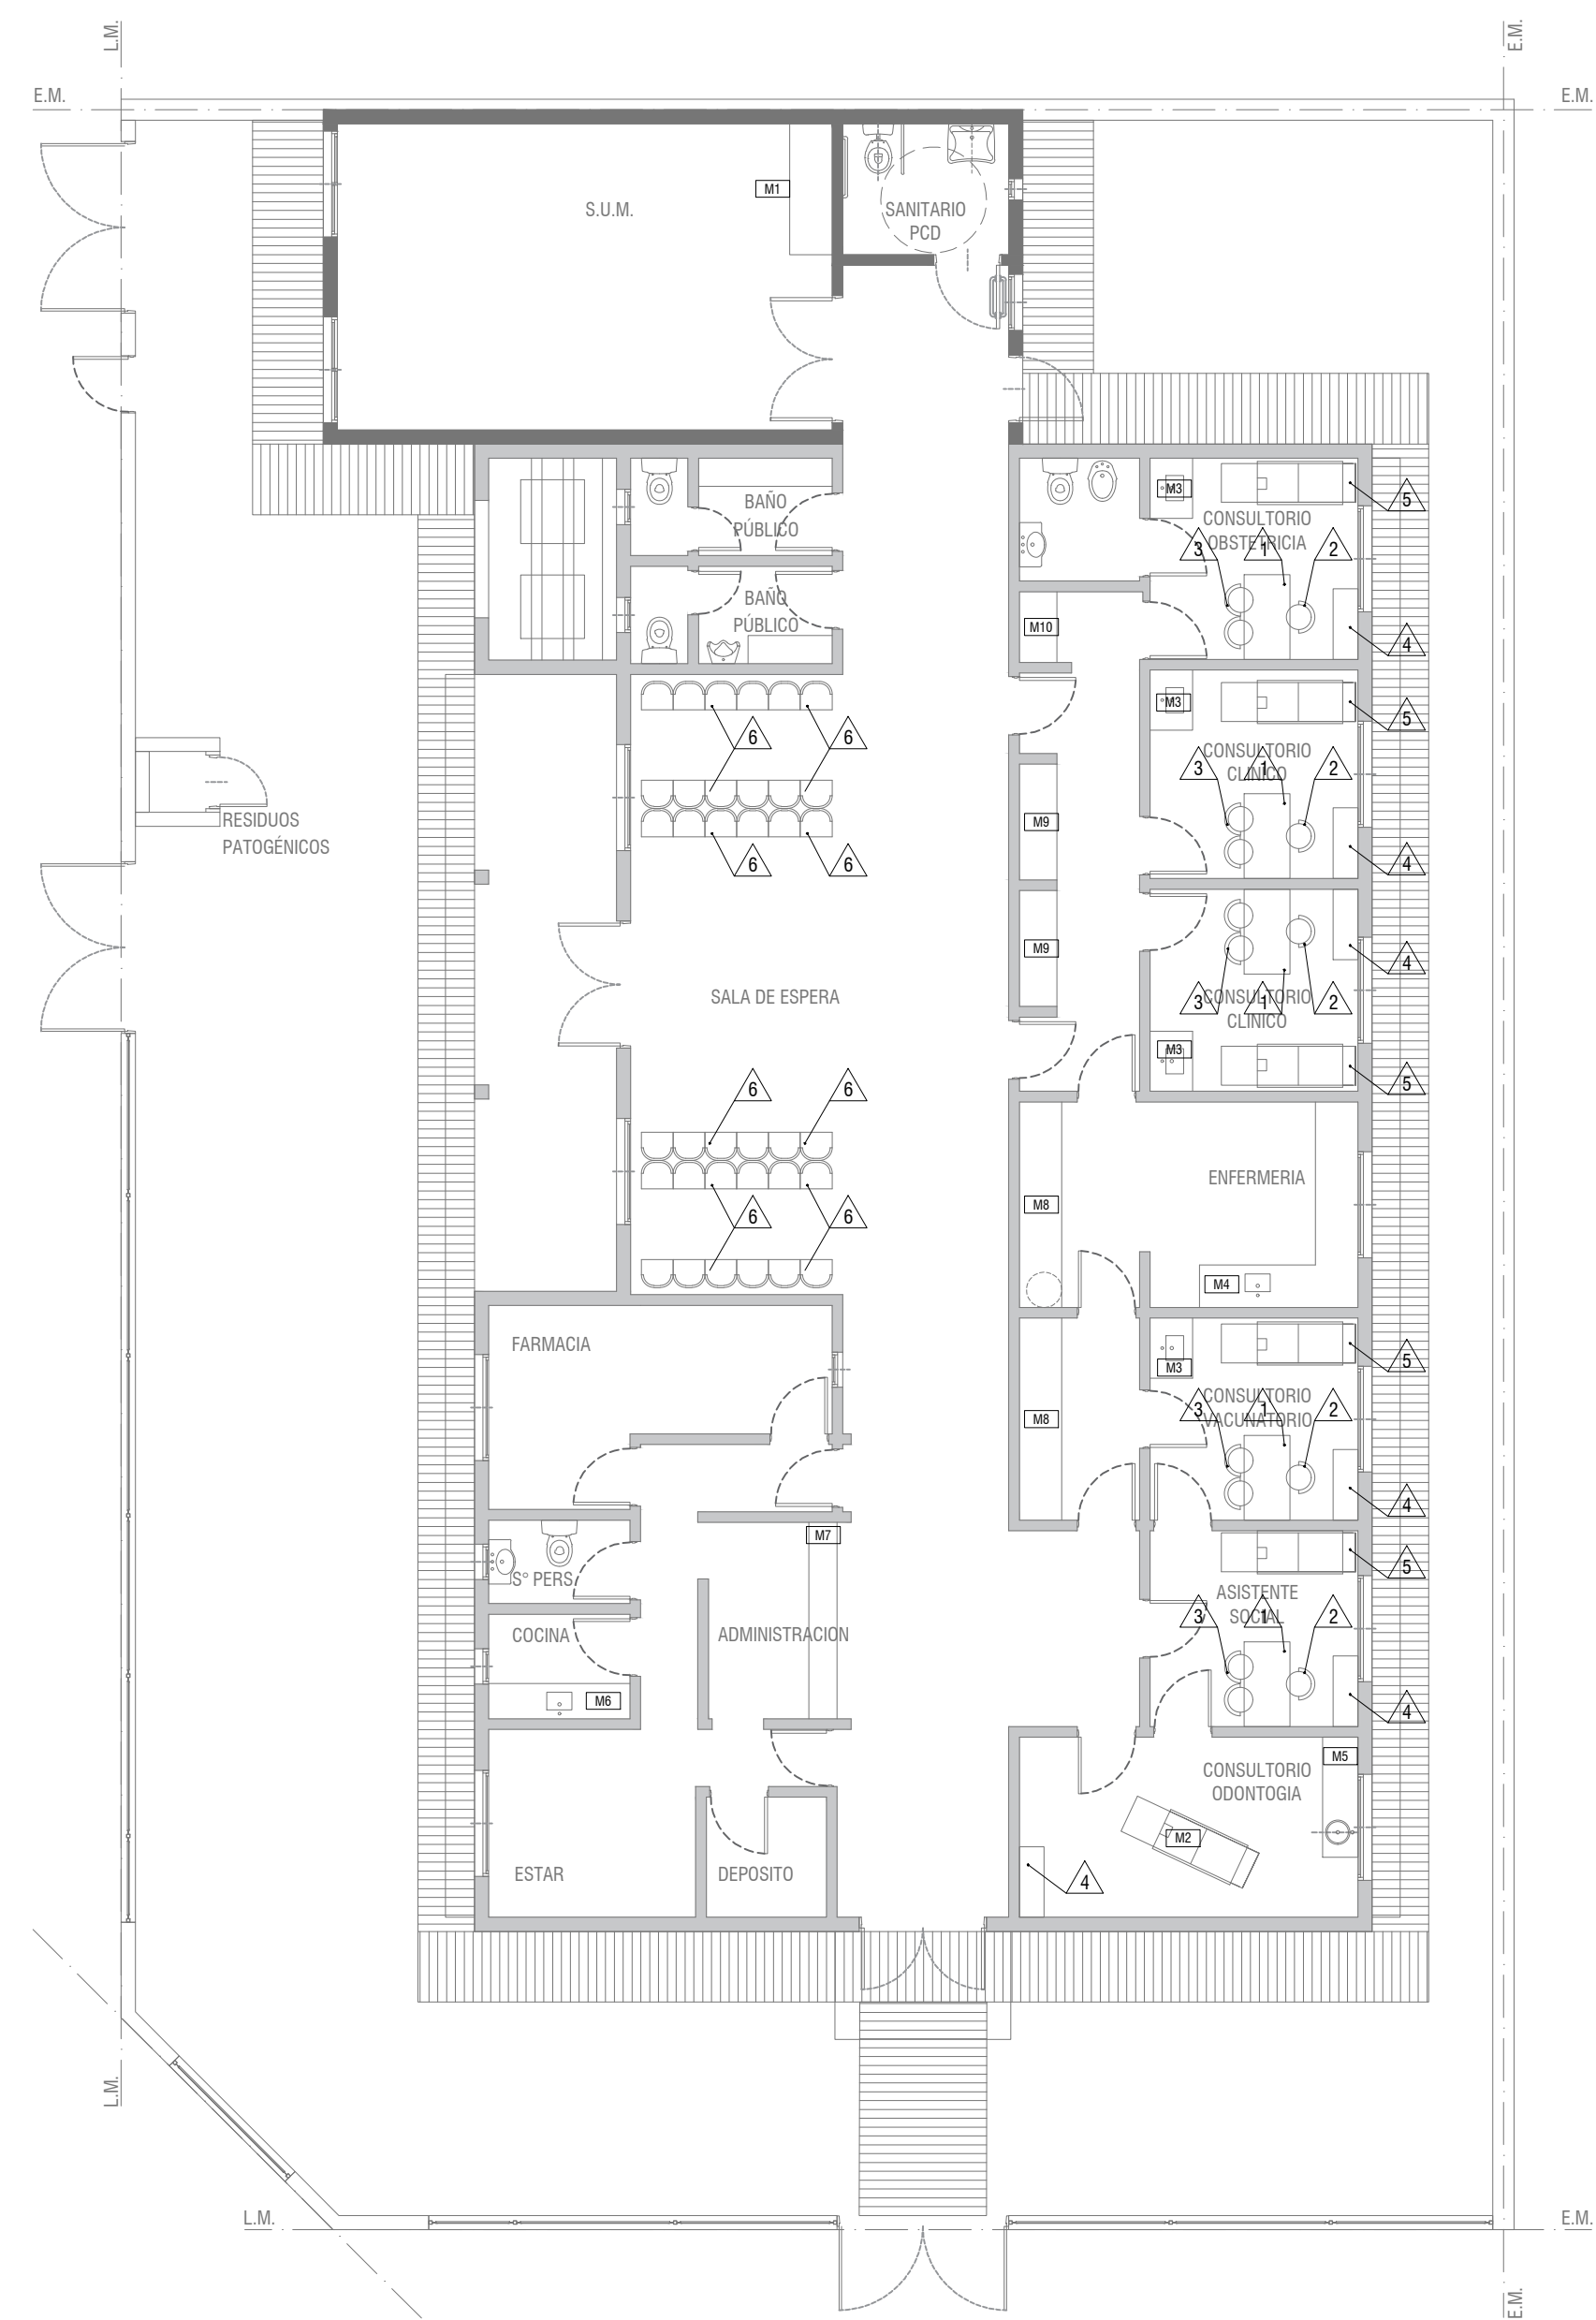 L.M.
E.M.
E.M.
E.M.
M1
S.U.M.
SANITARIO
PCD
BAÑO
PÚBLICO
M3
5
CONSULTORIO
OBSTETRICIA
3
1
2
BAÑO
PÚBLICO
M10
4
6
6
M3
5
CONSULTORIO
CLINICO
3
1
2
RESIDUOS
PATOGÉNICOS
M9
6
6
4
M9
4
SALA DE ESPERA
3
1
2
CONSULTORIO
CLINICO
M3
5
6
6
ENFERMERIA
M8
6
6
M4
FARMACIA
M3
5
CONSULTORIO
VACUNATORIO
3
1
2
M8
4
M7
5
S° PERS
ASISTENTE
SOCIAL
3
1
2
COCINA
ADMINISTRACION
M6
4
M5
CONSULTORIO
ODONTOGIA
M2
ESTAR
DEPOSITO
4
L.M.
L.M.
E.M.
E.M.